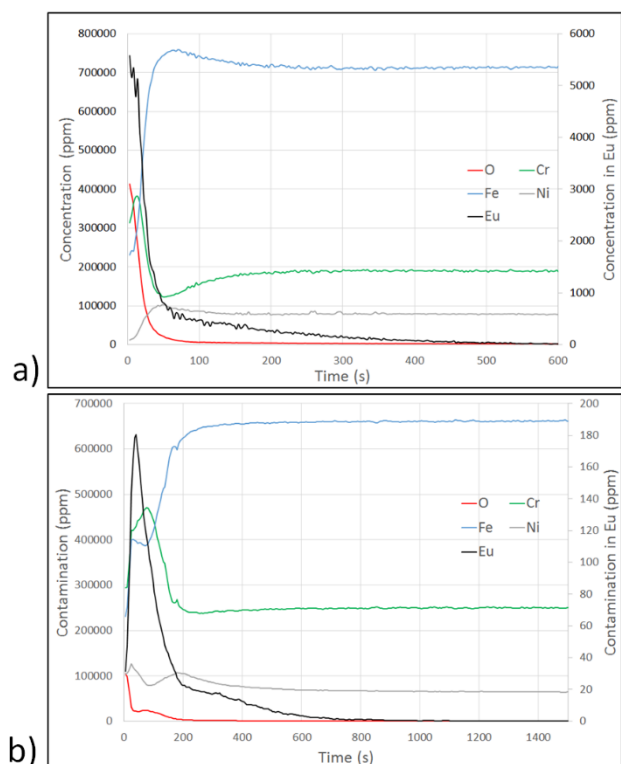 a)
Concentration (ppm)
800000
700000
600000
500000
400000
300000
200000
100000
0
O Cr
Fe Ni
Eu
6000
5000
4000
3000
2000
1000
0
Concentration in Eu (ppm)
0 100 200 300 400 500 600
Time (s)
b)
Contamination (ppm)
700000
600000
500000
400000
300000
200000
100000
0
O Cr
Fe Ni
Eu
200
180
160
140
120
100
80
60
40
20
0
Contamination in Eu (ppm)
0 200 400 600 800 1000 1200 1400
Time (s)